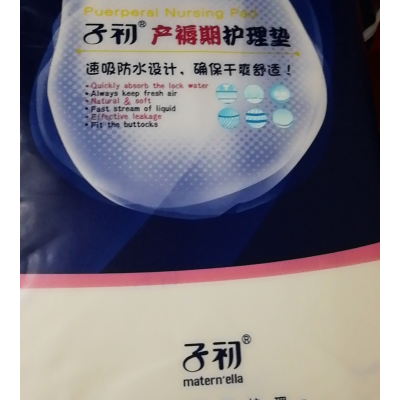 Puerperal Nursing Pad
子初® 产褥期护理垫
速吸防水设计，确保干爽舒适！
•Quickly absorb the lock water
•Always keep fresh air
•Natural & soft
•Fast stream of liquid
•Effective leakage
•Fit the buttocks
子初®
matern'ella
护理